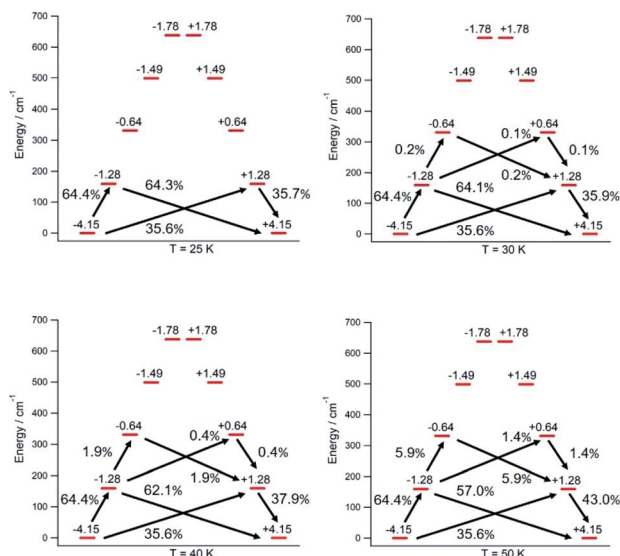 700
600
500
400
300
200
100
0
Energy / cm-1
-1.78 +1.78
-1.49 +1.49
-0.64 +0.64
-1.28 +1.28
64.4% 64.3% 35.7%
-4.15 +4.15
35.6%
T = 25 K
700
600
500
400
300
200
100
0
Energy / cm-1
-1.78 +1.78
-1.49 +1.49
-0.64 +0.64
0.2% 0.1% 0.1%
-1.28 0.2% +1.28
64.4% 64.1% 35.9%
-4.15 +4.15
35.6%
T = 30 K
700
600
500
400
300
200
100
0
Energy / cm-1
-1.78 +1.78
-1.49 +1.49
-0.64 +0.64
1.9% 0.4% 0.4%
-1.28 1.9% +1.28
64.4% 62.1% 37.9%
-4.15 +4.15
35.6%
T = 40 K
700
600
500
400
300
200
100
0
Energy / cm-1
-1.78 +1.78
-1.49 +1.49
-0.64 +0.64
5.9% 1.4% 1.4%
-1.28 5.9% +1.28
64.4% 57.0% 43.0%
-4.15 +4.15
35.6%
T = 50 K